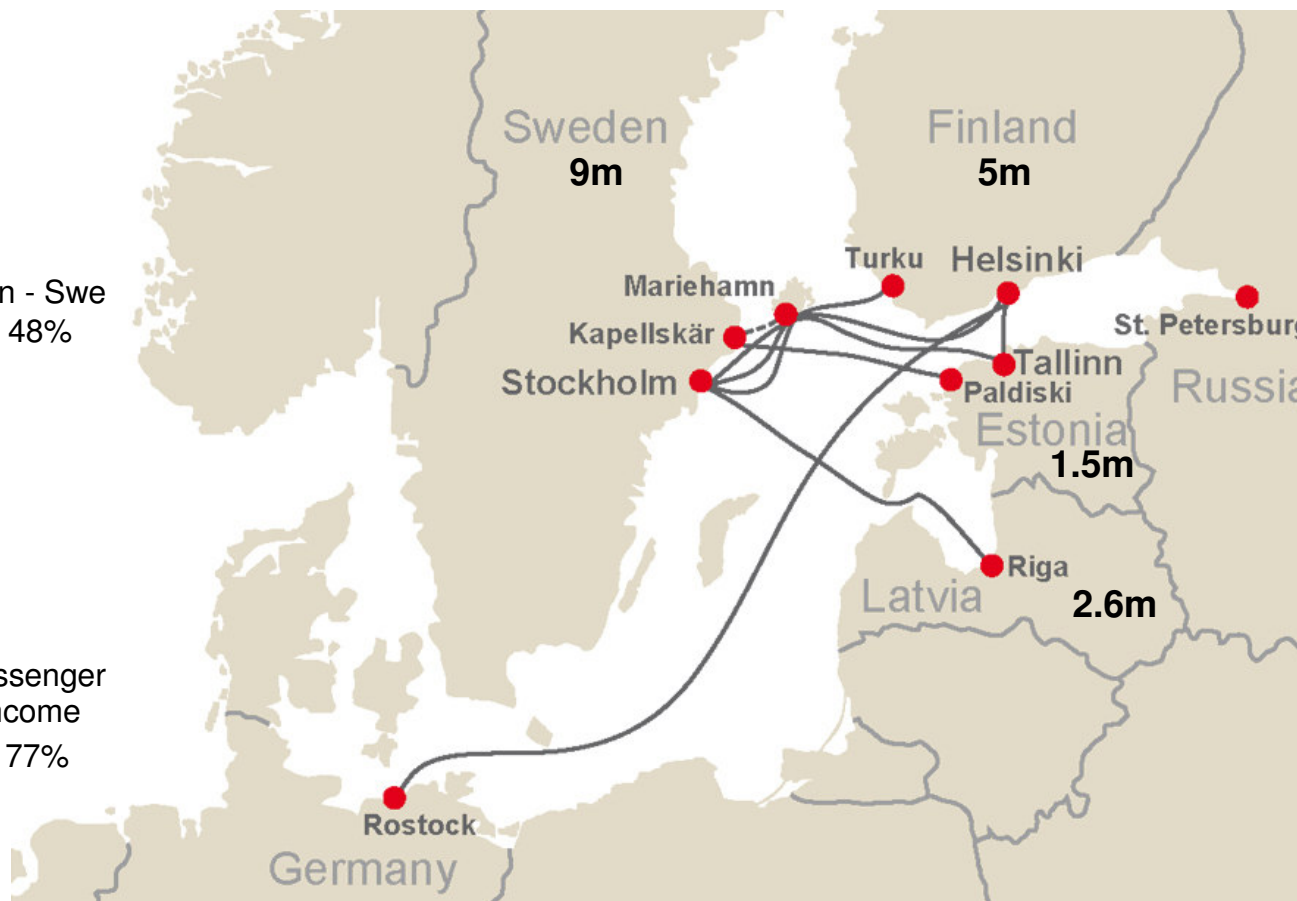 Sweden
9m
Finland
5m
Turku
Helsinki
Mariehamn
n - Swe
48%
Kapellskär
St. Petersburg
Stockholm
Tallinn
Paldiski
Russia
Estonia
1.5m
Riga
Latvia
2.6m
ssenger
ncome
77%
Rostock
Germany